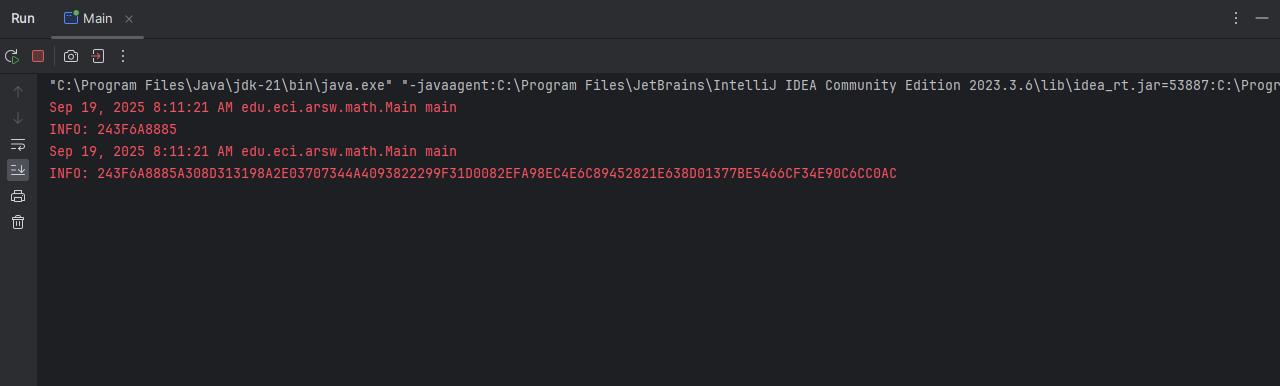 Run Main
"C:\Program Files\Java\jdk-21\bin\java.exe" "-javaagent:C:\Program Files\JetBrains\IntelliJ IDEA Community Edition 2023.3.6\lib\idea_rt.jar=53887:C:\Progr
Sep 19, 2025 8:11:21 AM edu.eci.arsw.math.Main main
INFO: 243F6A8885
Sep 19, 2025 8:11:21 AM edu.eci.arsw.math.Main main
INFO: 243F6A8885A308D313198A2E03707344A4093822299F31D0082EFA98EC4E6C89452821E638D01377BE5466CF34E90C6CC0AC